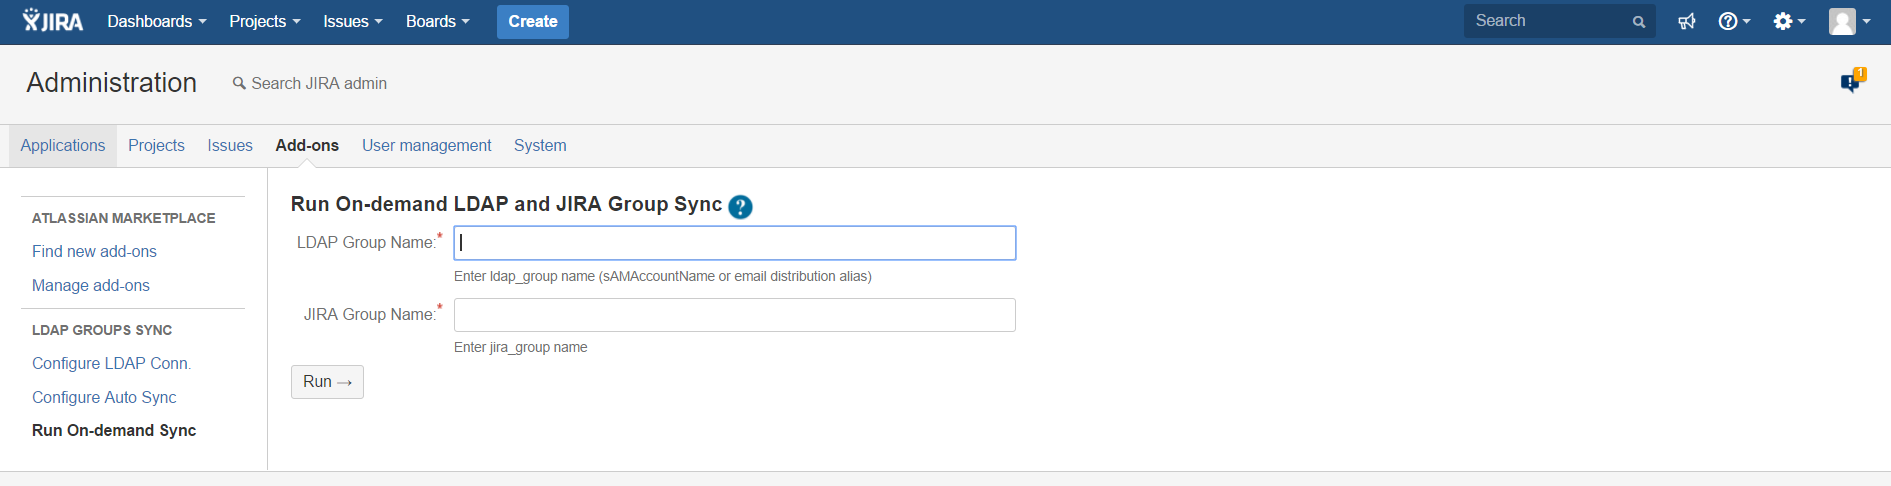 JIRA Dashboards Projects Issues Boards Create Search
Administration Search JIRA admin 1
Applications Projects Issues Add-ons User management System
ATLASSIAN MARKETPLACE
Find new add-ons
Manage add-ons
LDAP GROUPS SYNC
Configure LDAP Conn.
Configure Auto Sync
Run On-demand Sync
Run On-demand LDAP and JIRA Group Sync ?
LDAP Group Name:*
Enter ldap_group name (sAMAccountName or email distribution alias)
JIRA Group Name:*
Enter jira_group name
Run →